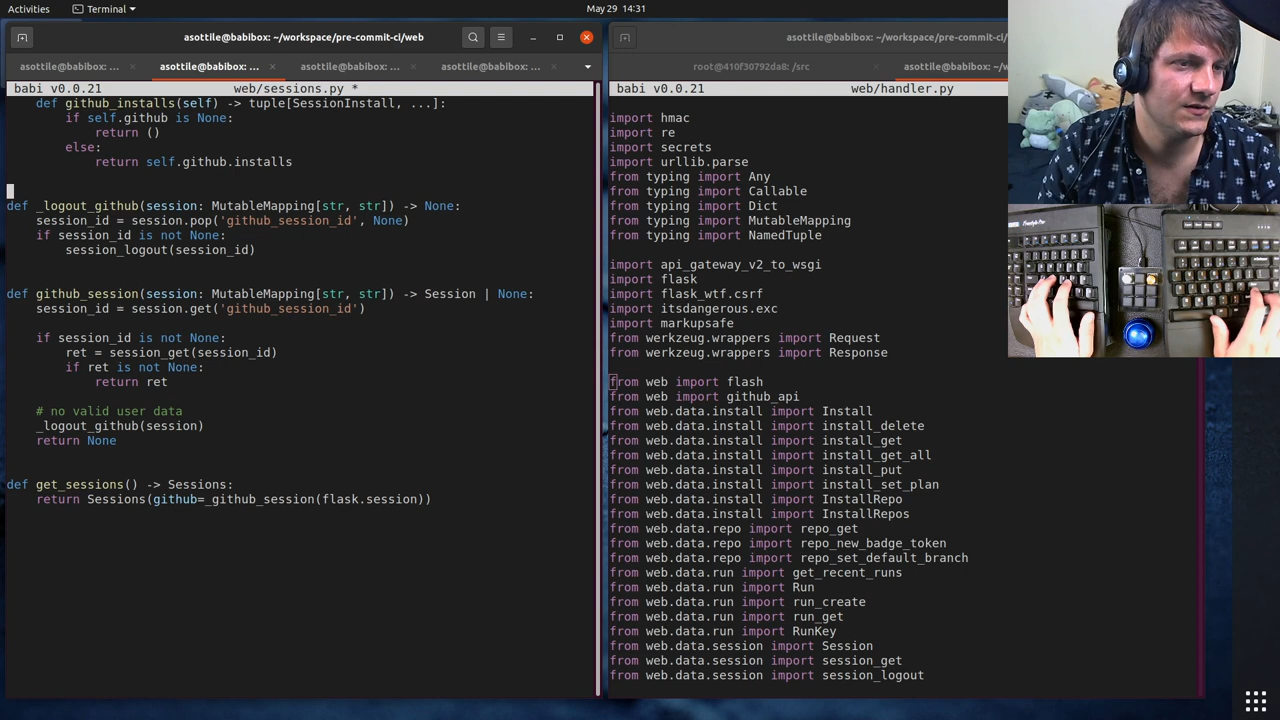 Activities
Terminal
May 29 14:31
asottile@babibox: ~/workspace/pre-commit-ci/web
asottile@babibox: ...
asottile@babibox: ...
asottile@babibox: ...
asottile@babibox: ...
babi v0.0.21 web/sessions.py *
def github_installs(self) -> tuple[SessionInstall, ...]:
if self.github is None:
return ()
else:
return self.github.installs
def _logout_github(session: MutableMapping[str, str]) -> None:
session_id = session.pop('github_session_id', None)
if session_id is not None:
session_logout(session_id)
def github_session(session: MutableMapping[str, str]) -> Session | None:
session_id = session.get('github_session_id')
if session_id is not None:
ret = session_get(session_id)
if ret is not None:
return ret
# no valid user data
_logout_github(session)
return None
def get_sessions() -> Sessions:
return Sessions(github=_github_session(flask.session))
asottile@babibox: ~/workspace/pre-commit-ci/
root@410f30792da8: /src
asottile@babibox: ~/w
babi v0.0.21 web/handler.py
import hmac
import re
import secrets
import urllib.parse
from typing import Any
from typing import Callable
from typing import Dict
from typing import MutableMapping
from typing import NamedTuple
import api_gateway_v2_to_wsgi
import flask
import flask_wtf.csrf
import itsdangerous.exc
import markupsafe
from werkzeug.wrappers import Request
from werkzeug.wrappers import Response
from web import flash
from web import github_api
from web.data.install import Install
from web.data.install import install_delete
from web.data.install import install_get
from web.data.install import install_get_all
from web.data.install import install_put
from web.data.install import install_set_plan
from web.data.install import InstallRepo
from web.data.install import InstallRepos
from web.data.repo import repo_get
from web.data.repo import repo_new_badge_token
from web.data.repo import repo_set_default_branch
from web.data.run import get_recent_runs
from web.data.run import Run
from web.data.run import run_create
from web.data.run import run_get
from web.data.run import RunKey
from web.data.session import Session
from web.data.session import session_get
from web.data.session import session_logout